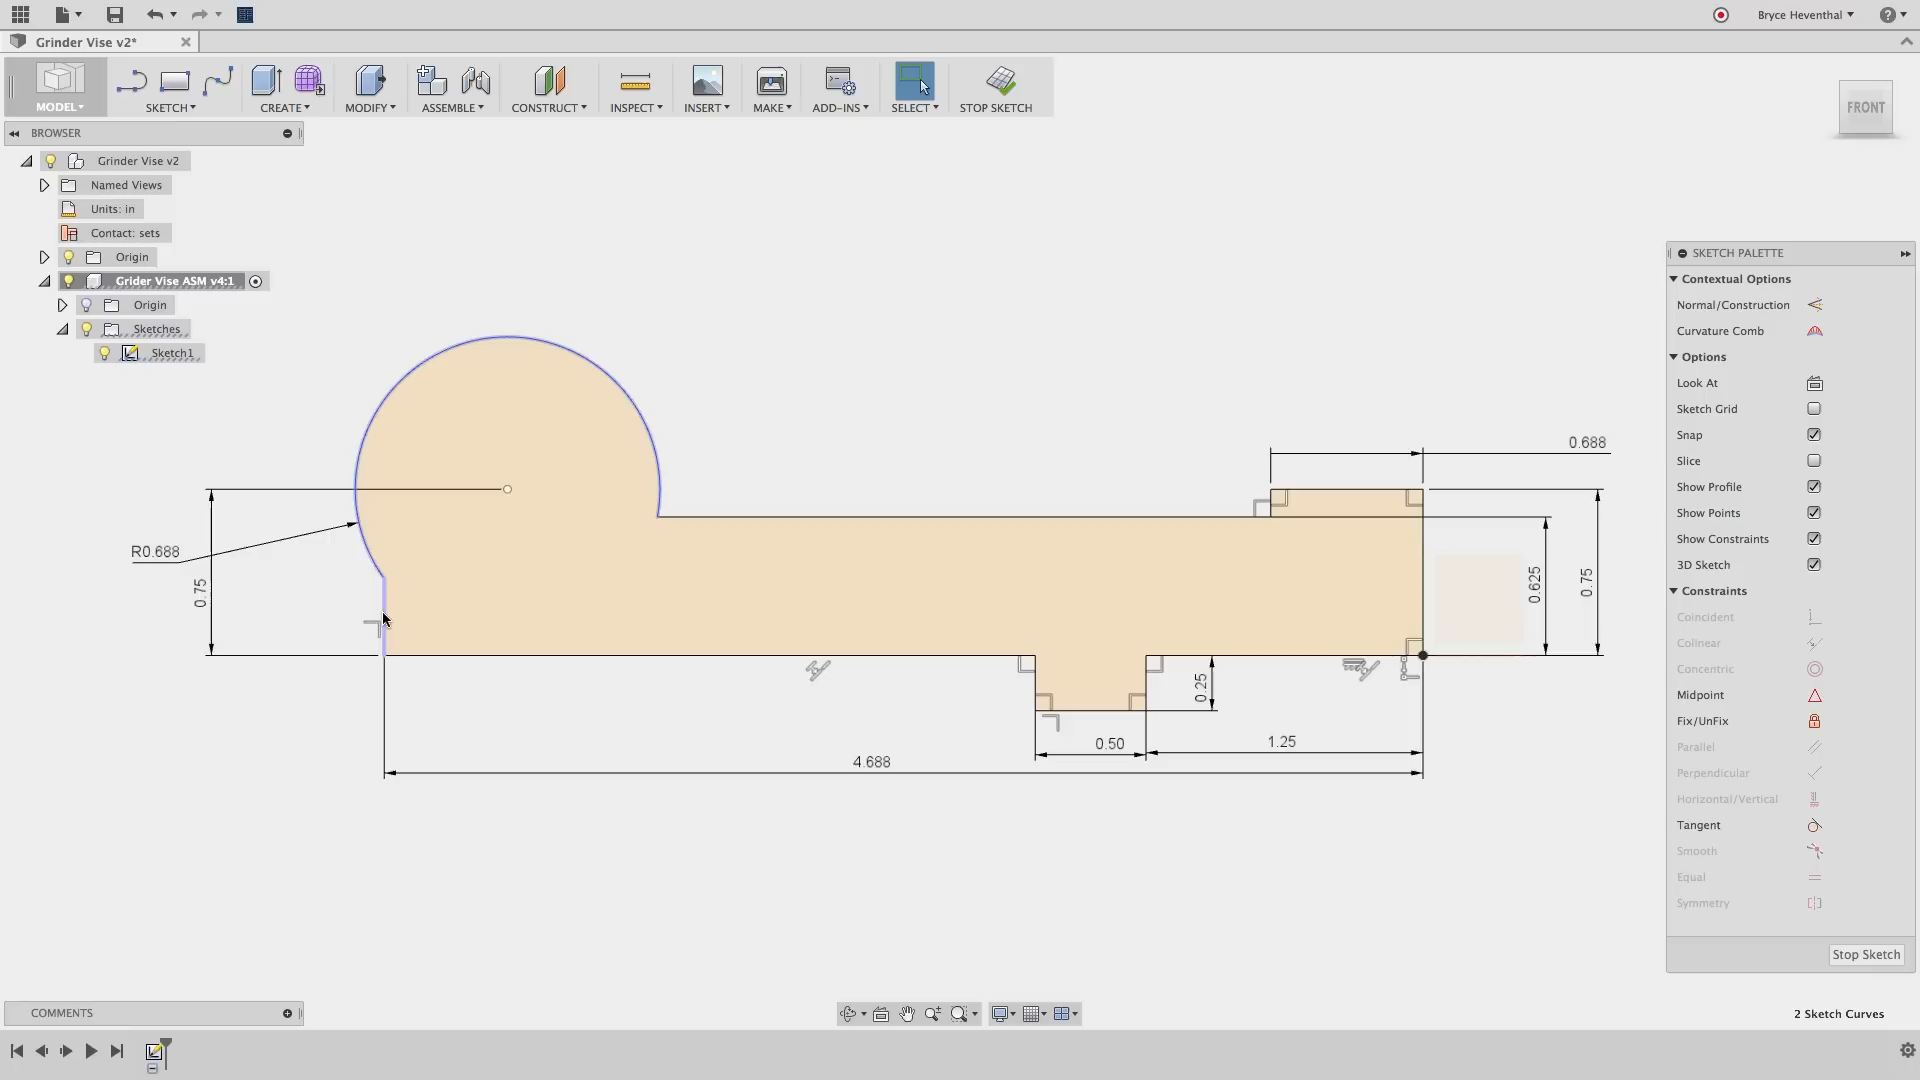 Bryce Heventhal
Grinder Vise v2*
MODEL
SKETCH
CREATE
MODIFY
ASSEMBLE
CONSTRUCT
INSPECT
INSERT
MAKE
ADD-INS
SELECT
STOP SKETCH
FRONT
BROWSER
Grinder Vise v2
Named Views
Units: in
Contact: sets
Origin
Grider Vise ASM v4:1
Origin
Sketches
Sketch1
SKETCH PALETTE
Contextual Options
Normal/Construction
Curvature Comb
Options
Look At
Sketch Grid
Snap
Slice
Show Profile
Show Points
Show Constraints
3D Sketch
Constraints
Coincident
Colinear
Concentric
Midpoint
Fix/UnFix
Parallel
Perpendicular
Horizontal/Vertical
Tangent
Smooth
Equal
Symmetry
Stop Sketch
0.688
R0.688
0.75
0.625
0.75
0.25
0.50
1.25
4.688
COMMENTS
2 Sketch Curves